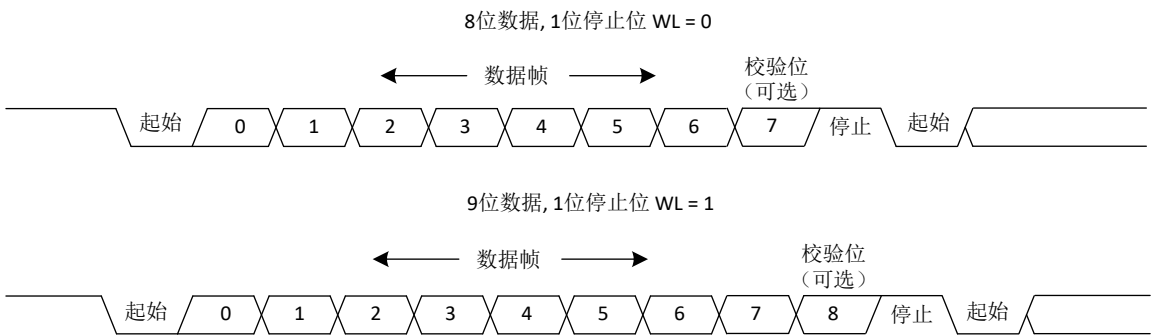 8位数据, 1位停止位 WL = 0
数据帧
校验位
（可选）
起始 0 1 2 3 4 5 6 7 停止 起始
9位数据, 1位停止位 WL = 1
数据帧
校验位
（可选）
起始 0 1 2 3 4 5 6 7 8 停止 起始